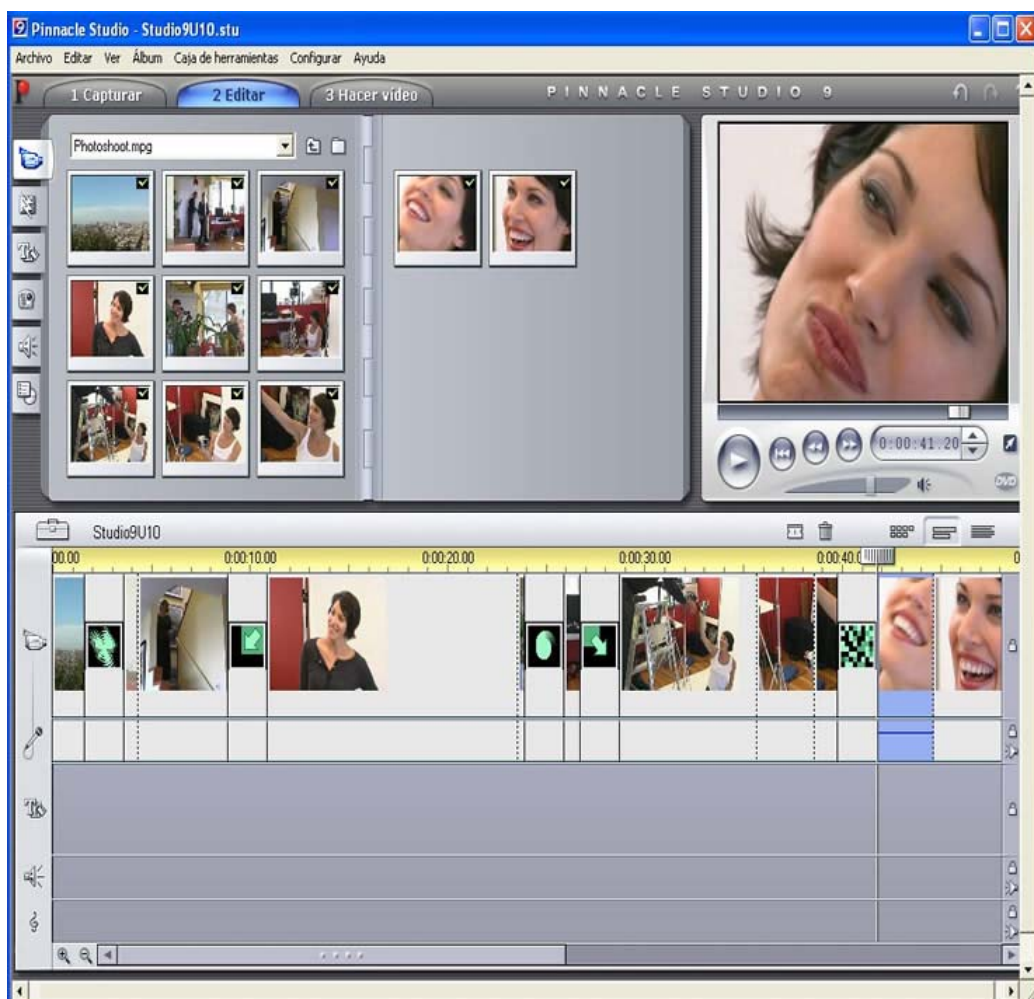 Pinnacle Studio - Studio9U10.stu
Archivo Editar Ver Álbum Caja de herramientas Configurar Ayuda
1 Capturar 2 Editar 3 Hacer vídeo PINNACLE STUDIO 9
Photoshoot.mpg
0:00:41.20
DVD
Studio9U10
00.00 0:00:10.00 0:00:20.00 0:00:30.00 0:00:40.0